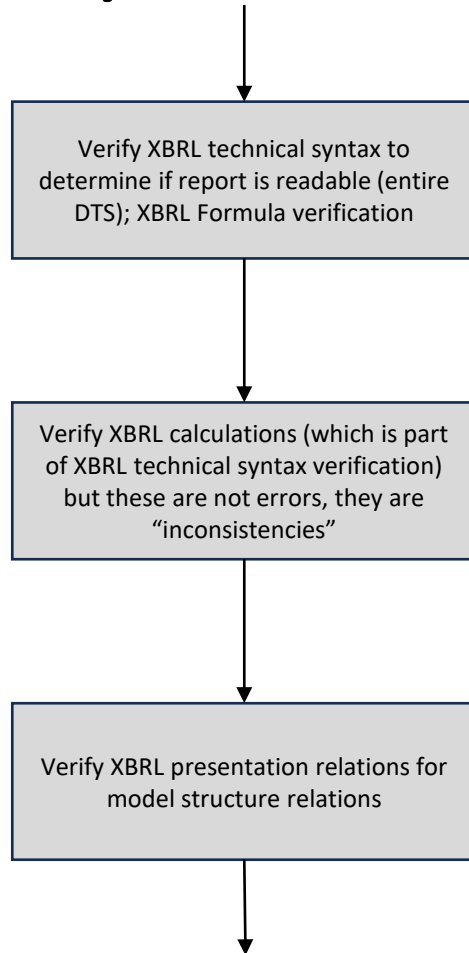 Verify XBRL technical syntax to
determine if report is readable (entire
DTS); XBRL Formula verification
Verify XBRL calculations (which is part
of XBRL technical syntax verification)
but these are not errors, they are
“inconsistencies”
Verify XBRL presentation relations for
model structure relations